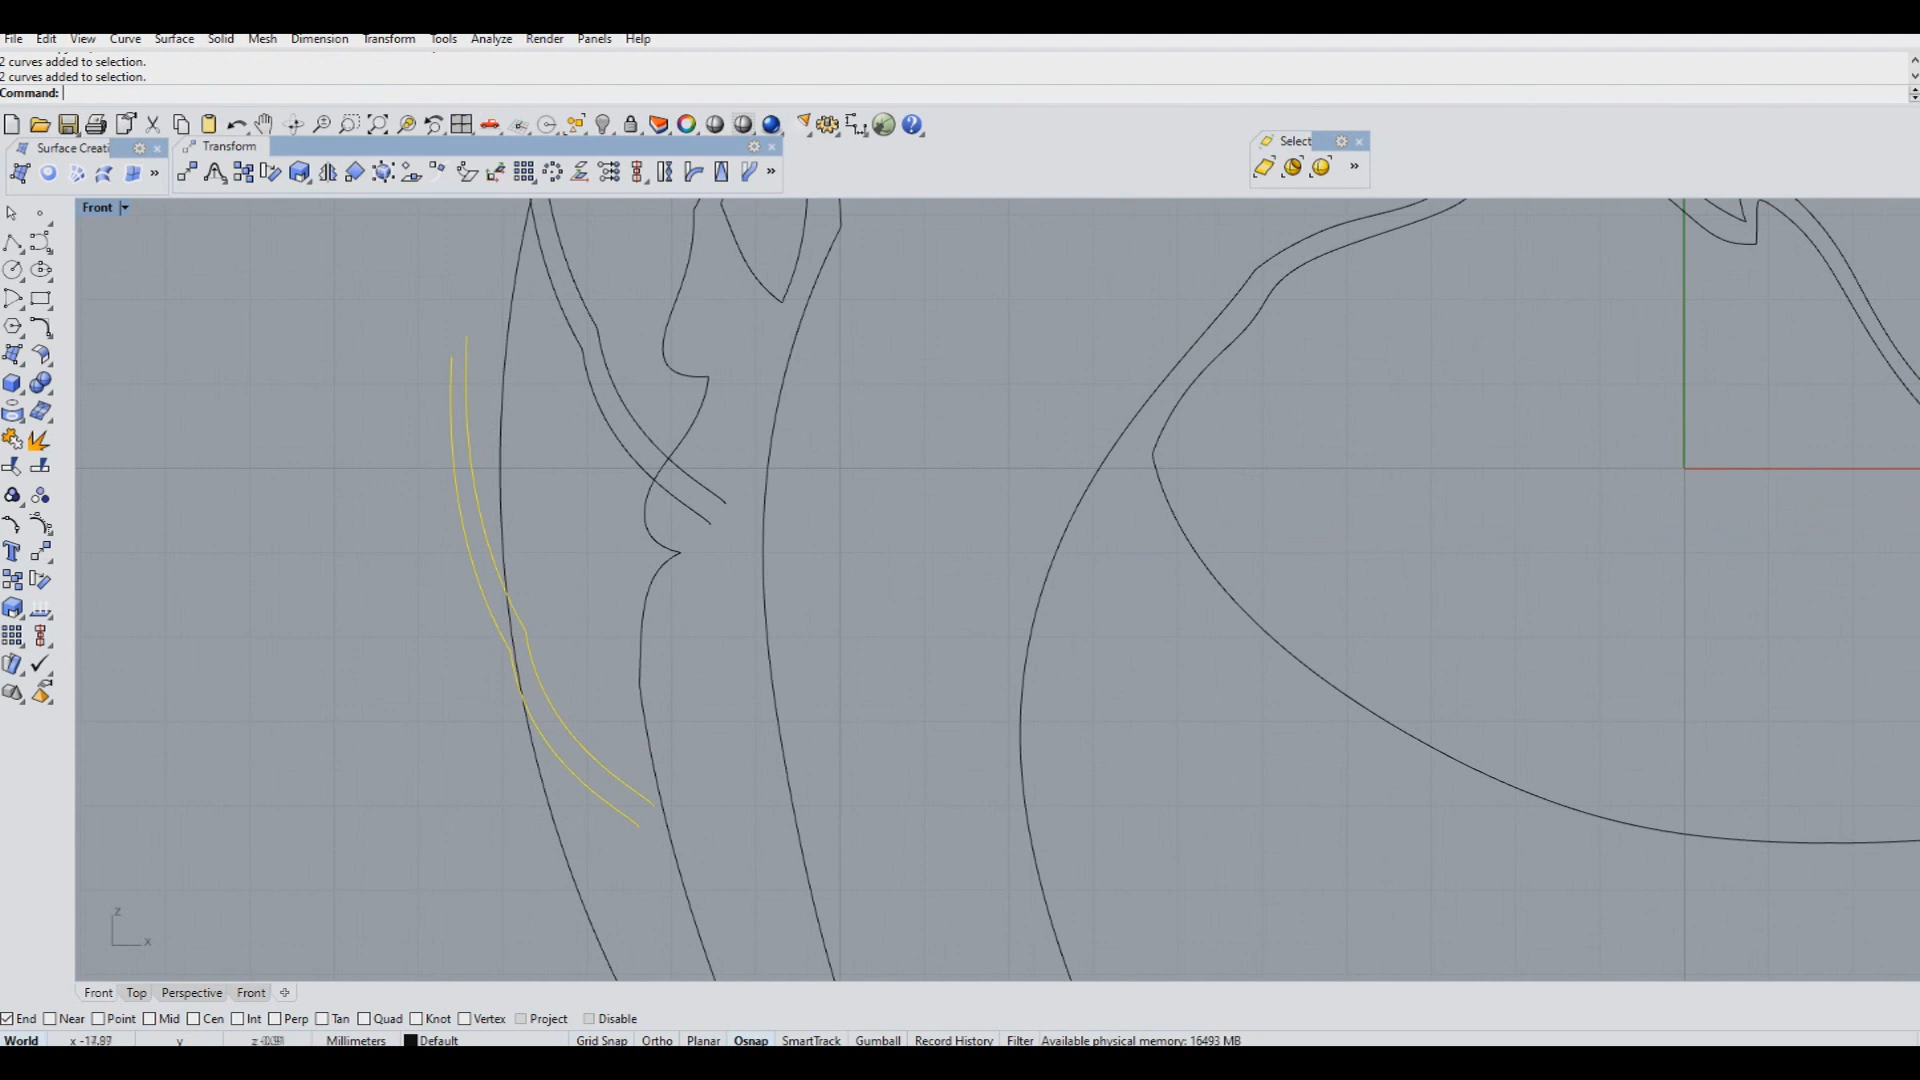 File Edit View Curve Surface Solid Mesh Dimension Transform Tools Analyze Render Panels Help
2 curves added to selection.
2 curves added to selection.
Command:
Surface Creati
Transform
Select
Front
z
x
Front Top Perspective Front
End Near Point Mid Cen Int Perp Tan Quad Knot Vertex Project Disable
World x y z Millimeters Default Grid Snap Ortho Planar Osnap SmartTrack Gumball Record History Filter Available physical memory: 16493 MB